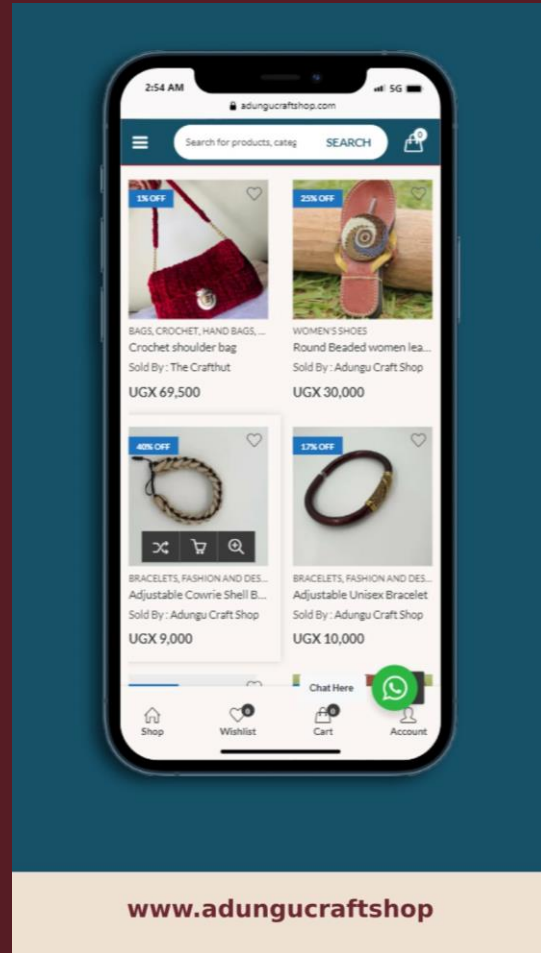 2:54 AM
5G
adungucraftshop.com
Search for products, categ
SEARCH
0
1% OFF
25% OFF
BAGS, CROCHET, HAND BAGS, ...
WOMEN'S SHOES
Crochet shoulder bag
Round Beaded women lea...
Sold By : The Crafthut
Sold By : Adungu Craft Shop
UGX 69,500
UGX 30,000
40% OFF
17% OFF
BRACELETS, FASHION AND DES...
BRACELETS, FASHION AND DES...
Adjustable Cowrie Shell B...
Adjustable Unisex Bracelet
Sold By : Adungu Craft Shop
Sold By : Adungu Craft Shop
UGX 9,000
UGX 10,000
Chat Here
0
0
Shop
Wishlist
Cart
Account
www.adungucraftshop